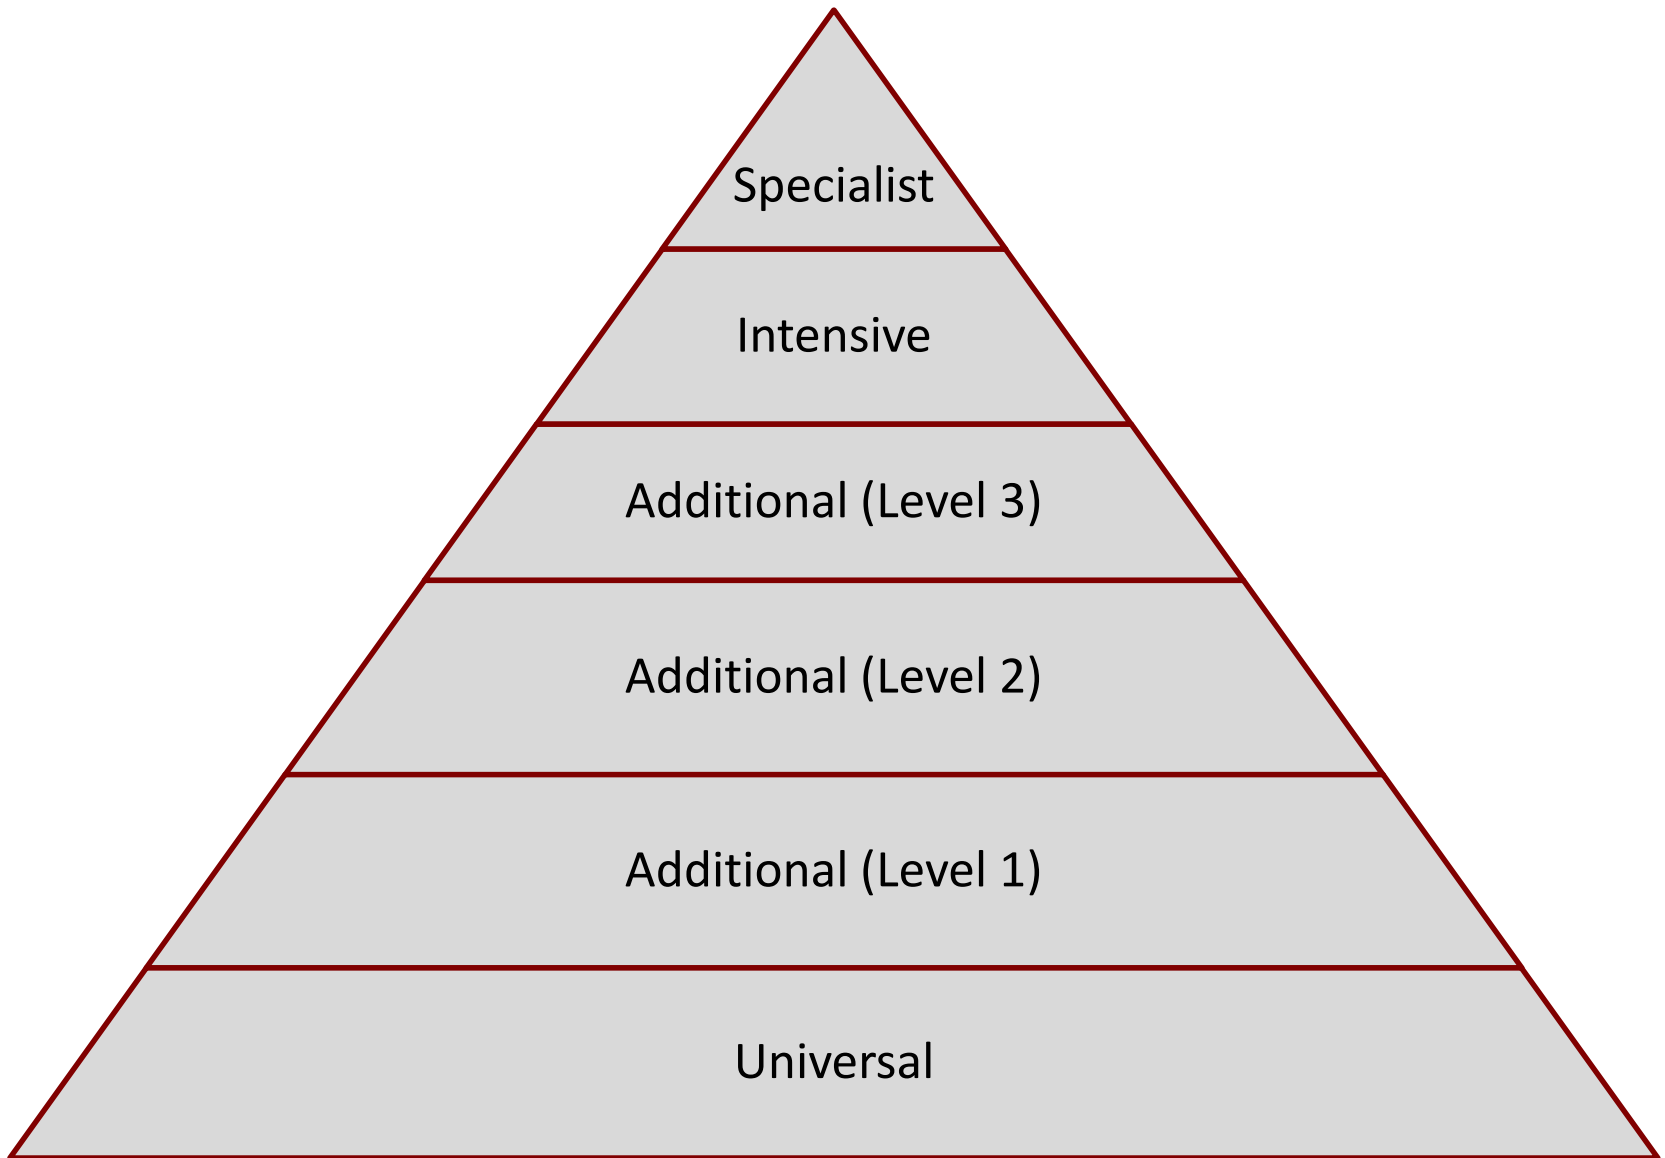 Specialist
Intensive
Additional (Level 3)
Additional (Level 2)
Additional (Level 1)
Universal